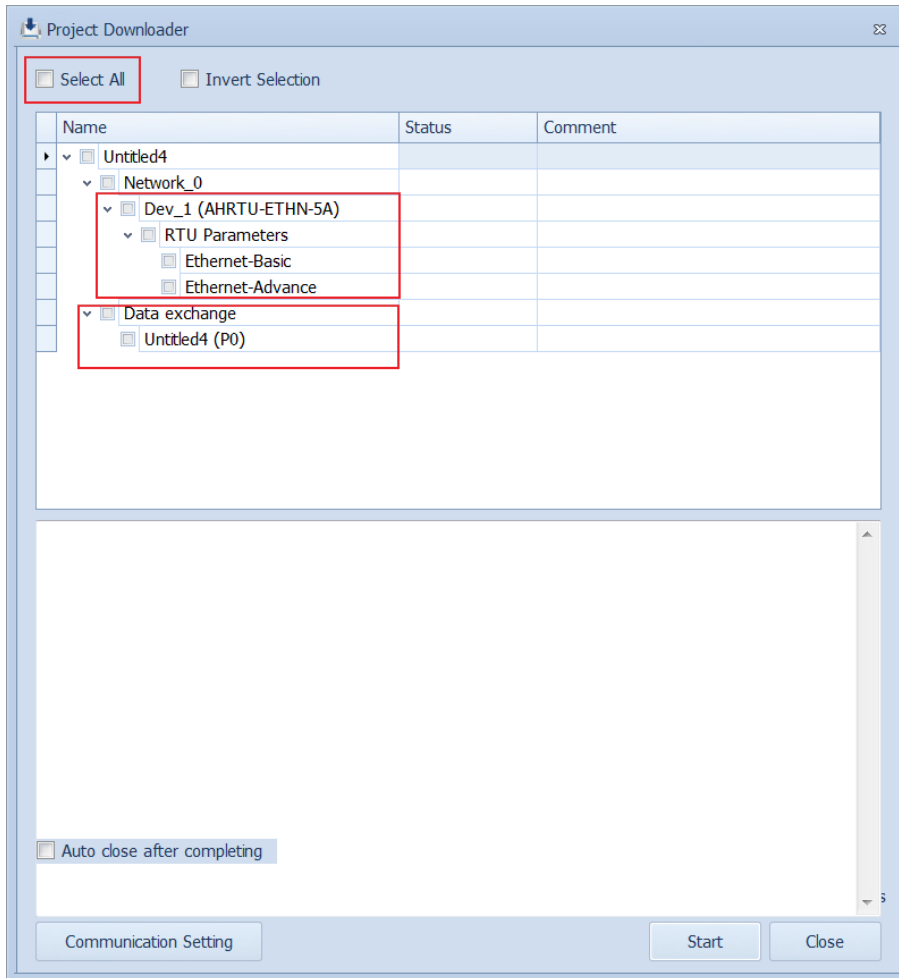 Project Downloader
Select All Invert Selection
Name Status Comment
Untitled4
Network_0
Dev_1 (AHRTU-ETHN-5A)
RTU Parameters
Ethernet-Basic
Ethernet-Advance
Data exchange
Untitled4 (P0)
Auto close after completing
s
Communication Setting Start Close